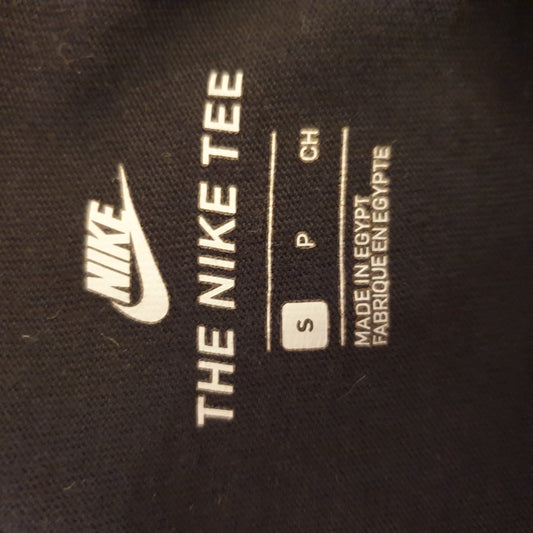 NIKE
THE NIKE TEE
S P CH
MADE IN EGYPT
FABRIQUE EN EGYPTE